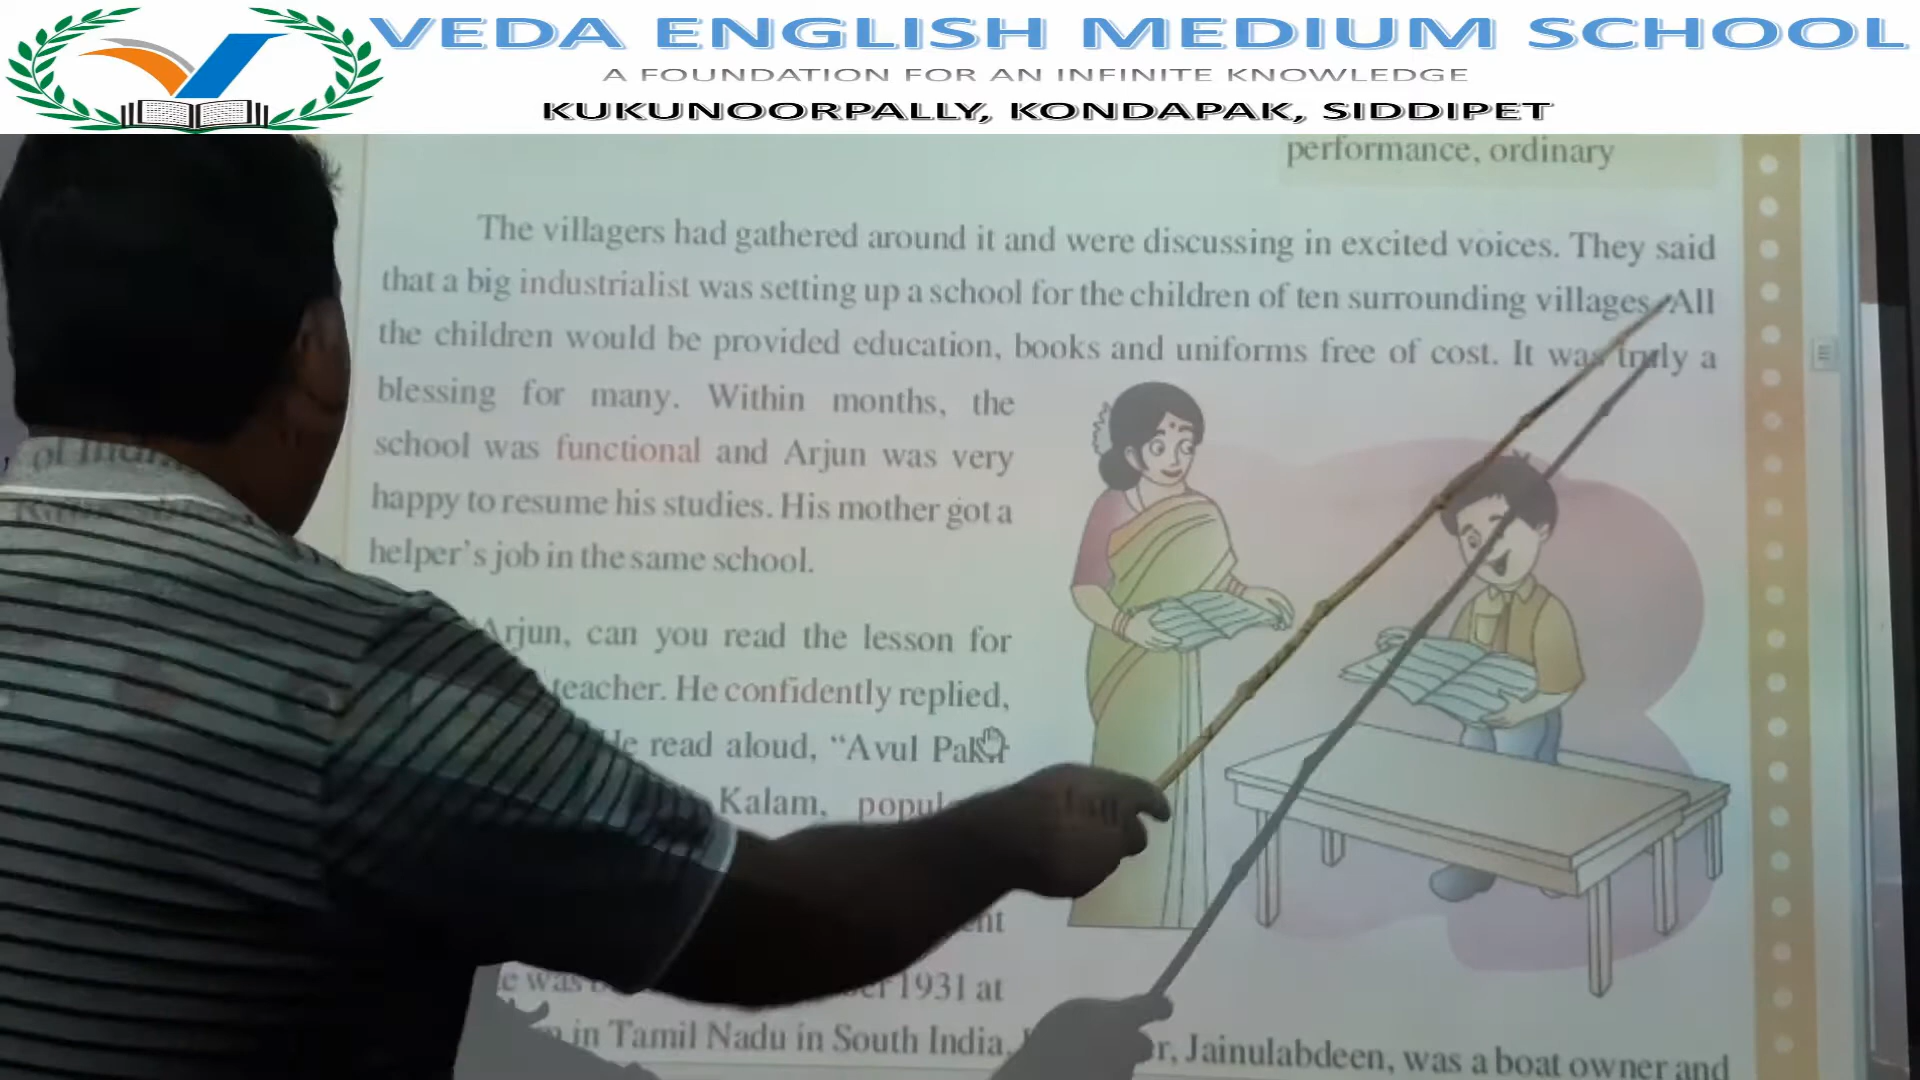 VEDA ENGLISH MEDIUM SCHOOL
A FOUNDATION FOR AN INFINITE KNOWLEDGE
KUKUNOORPALLY, KONDAPAK, SIDDIPET
performance, ordinary
The villagers had gathered around it and were discussing in excited voices. They said
that a big industrialist was setting up a school for the children of ten surrounding villages. All
the children would be provided education, books and uniforms free of cost. It was truly a
blessing for many. Within months, the
school was functional and Arjun was very
happy to resume his studies. His mother got a
helper's job in the same school.
Arjun, can you read the lesson for
teacher. He confidently replied,
He read aloud, "Avul
Kalam,
was 1931 at
in Tamil Nadu in South India.
Jainulabdeen, was a boat owner and